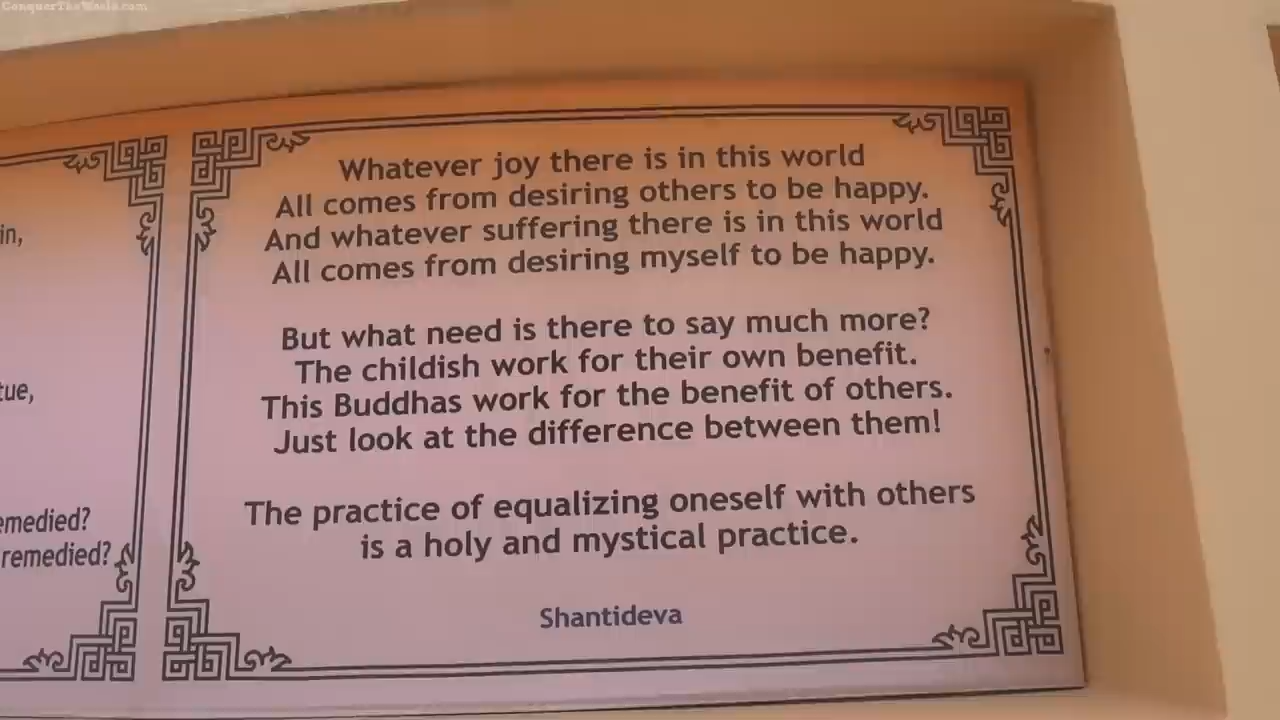 ConquerTheWorld.com
in,
tue,
emedied?
remedied?
Whatever joy there is in this world
All comes from desiring others to be happy.
And whatever suffering there is in this world
All comes from desiring myself to be happy.
But what need is there to say much more?
The childish work for their own benefit.
This Buddhas work for the benefit of others.
Just look at the difference between them!
The practice of equalizing oneself with others
is a holy and mystical practice.
Shantideva